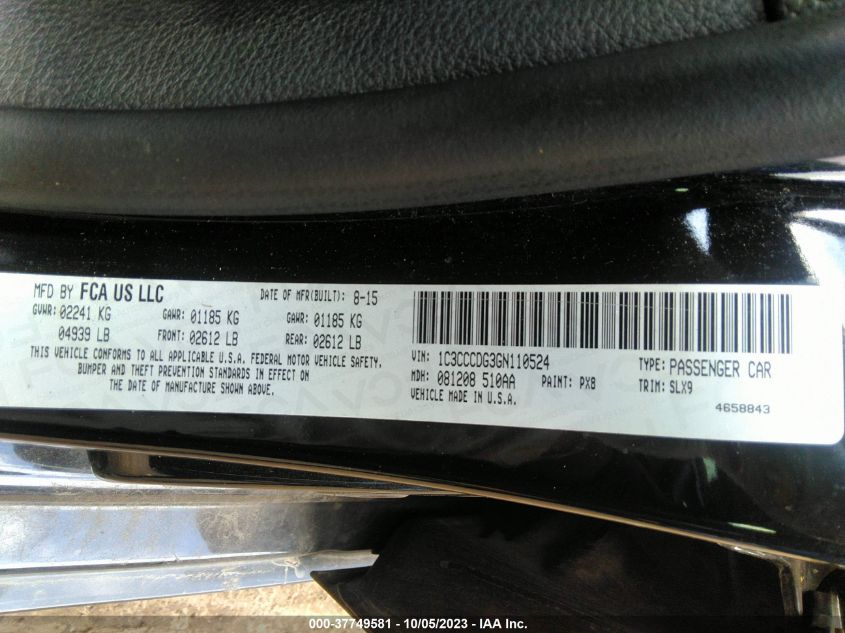 MFD BY FCA US LLC
DATE OF MFR(BUILT): 8-15
GVWR: 02241 KG GAWR: 01185 KG GAWR: 01185 KG
04939 LB FRONT: 02612 LB REAR: 02612 LB
THIS VEHICLE CONFORMS TO ALL APPLICABLE U.S.A. FEDERAL MOTOR VEHICLE SAFETY,
BUMPER AND THEFT PREVENTION STANDARDS IN EFFECT ON
THE DATE OF MANUFACTURE SHOWN ABOVE.
VIN: 1C3CCCDG3GN110524 TYPE: PASSENGER CAR
MDH: 081208 510AA PAINT: PX8 TRIM: SLX9
VEHICLE MADE IN U.S.A.
4658843
000-37749581 - 10/05/2023 - IAA Inc.